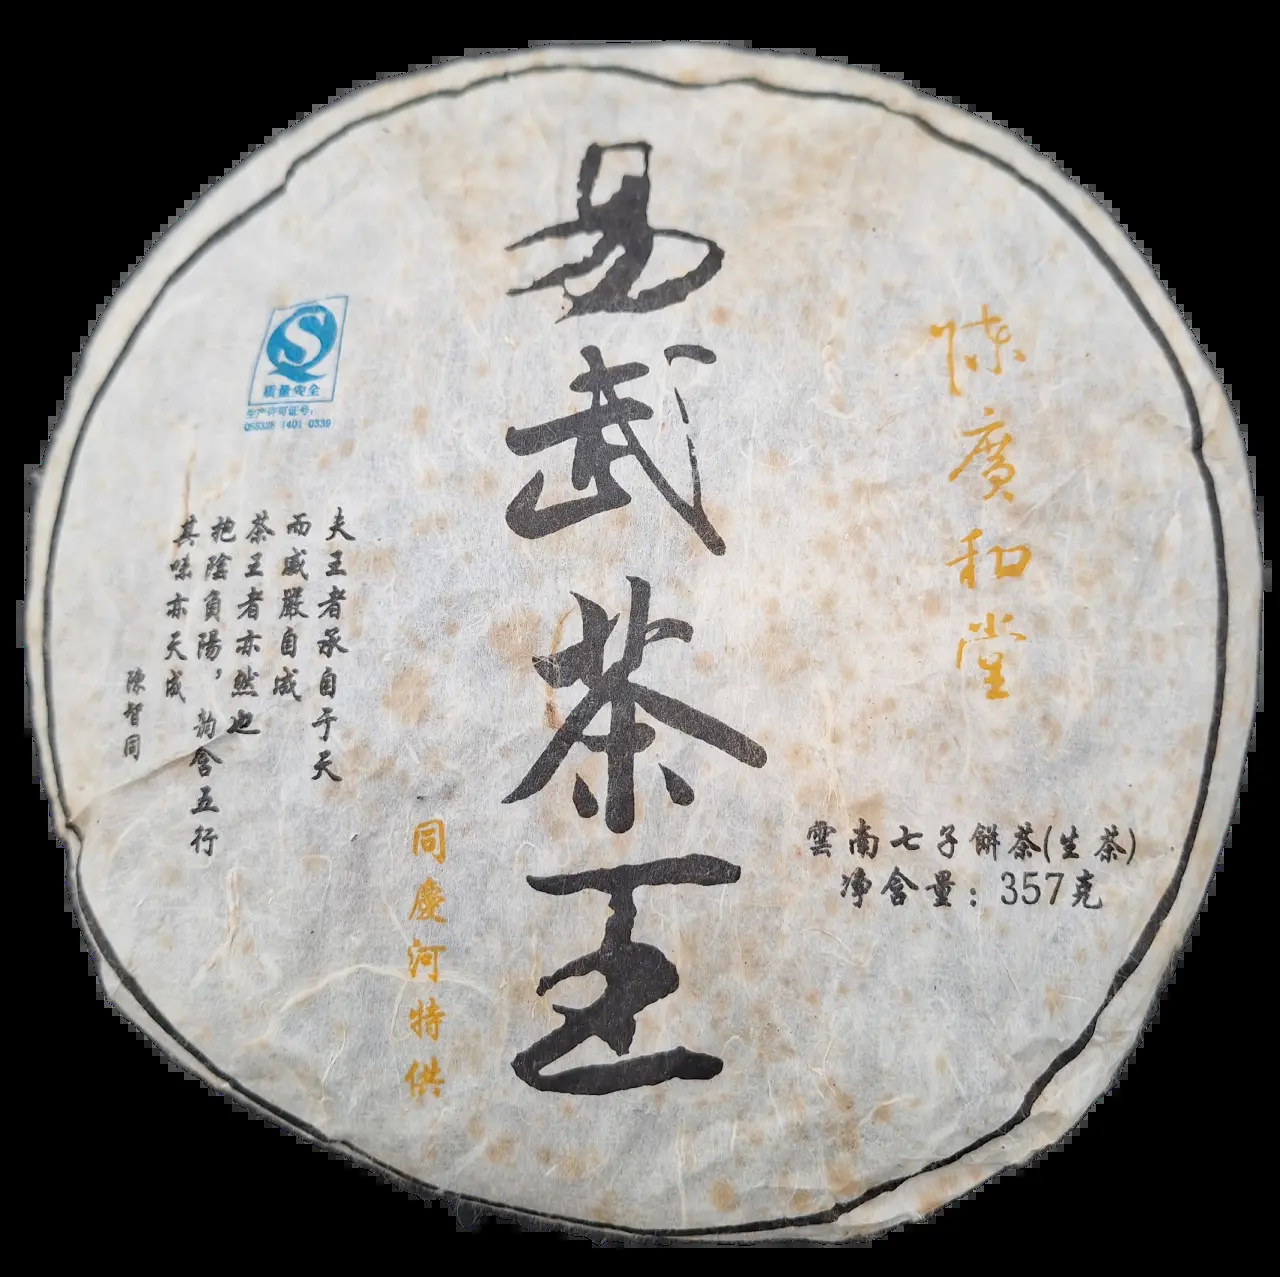 易武茶王
陳廣和堂
雲南七子餅茶(生茶)
净含量：357克
质量安全
生产许可证号：
QS5328 1401 0339
夫王者承自于天
而威嚴自成
茶王者亦然也
抱陰負陽，韵含五行
其味亦天成
陳智同
同慶河特供